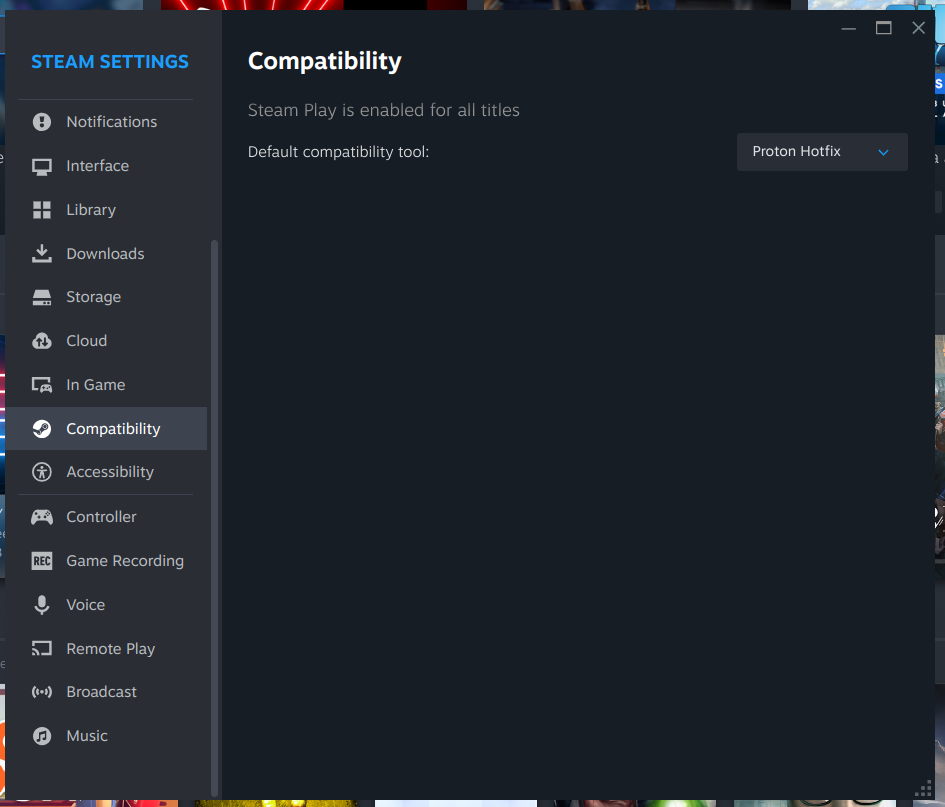 STEAM SETTINGS
Notifications
Interface
Library
Downloads
Storage
Cloud
In Game
Compatibility
Accessibility
Controller
REC Game Recording
Voice
Remote Play
Broadcast
Music
Compatibility
Steam Play is enabled for all titles
Default compatibility tool:
Proton Hotfix